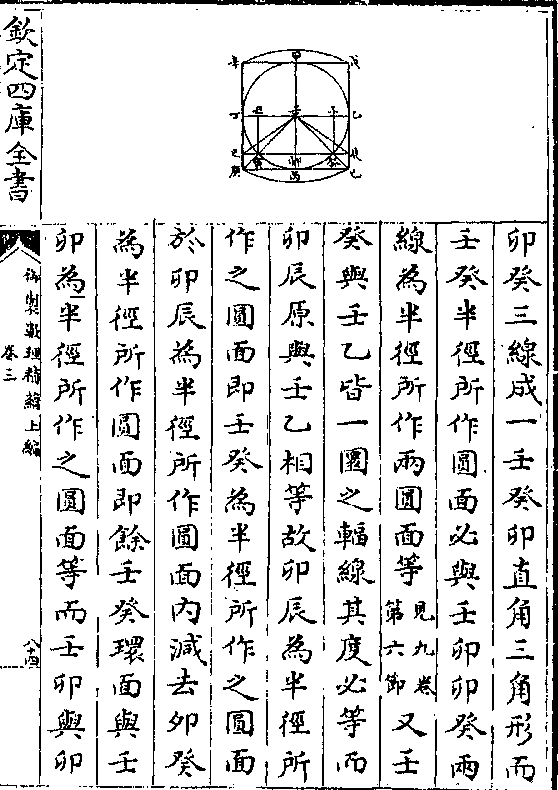 卯癸三線成一壬癸卯直角三角形而
壬癸半徑所作圓面必與壬卯卯癸兩
線為半徑所作兩圓面等見九卷第六節又壬
癸與壬乙皆一圜之輻線其度必等而
卯辰原與壬乙相等故卯辰為半徑所
作之圓面即壬癸為半徑所作之圓面
於卯辰為半徑所作圓面内減去卯癸
為半徑所作圓面即餘壬癸環面與壬
卯為半徑所作之圓面等而壬卯與卯
欽定四庫全書
御製數理精藴上編
卷三
甲
辛
戊
丁
丑
壬
子
乙
卯
癸
丙
庚
己